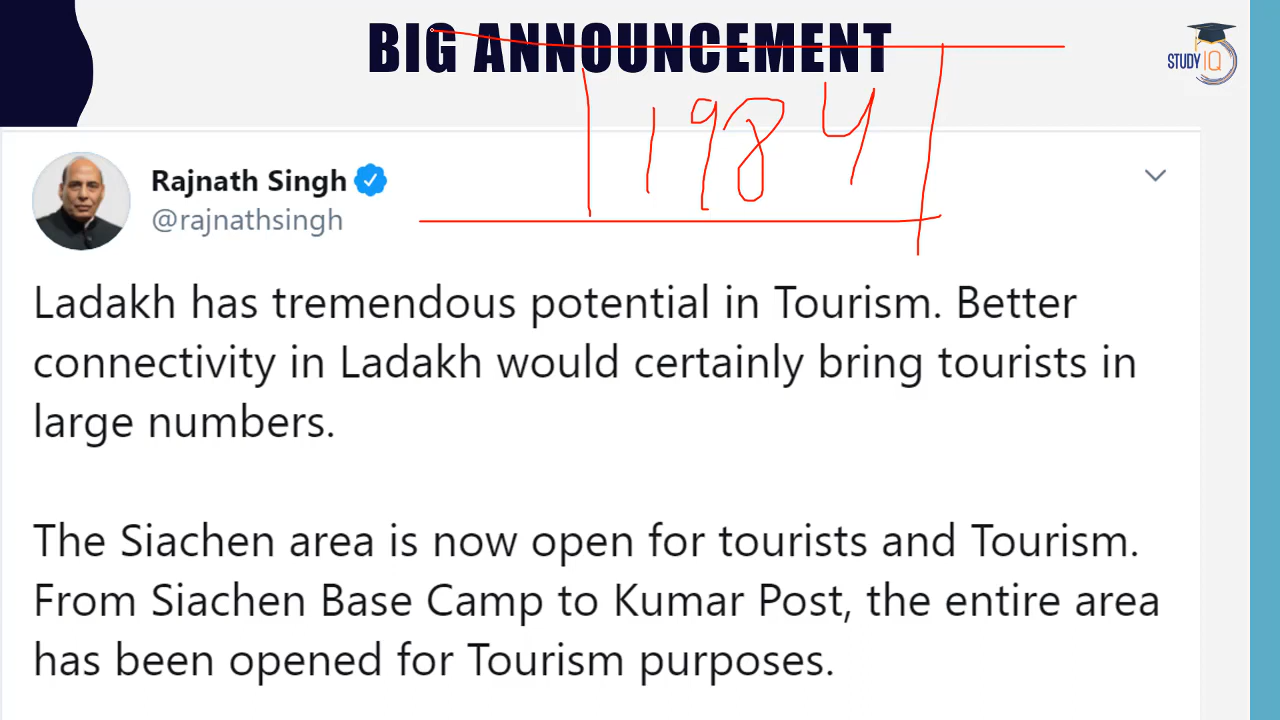 BIG ANNOUNCEMENT
STUDY IQ
1984
Rajnath Singh
@rajnathsingh
Ladakh has tremendous potential in Tourism. Better
connectivity in Ladakh would certainly bring tourists in
large numbers.
The Siachen area is now open for tourists and Tourism.
From Siachen Base Camp to Kumar Post, the entire area
has been opened for Tourism purposes.